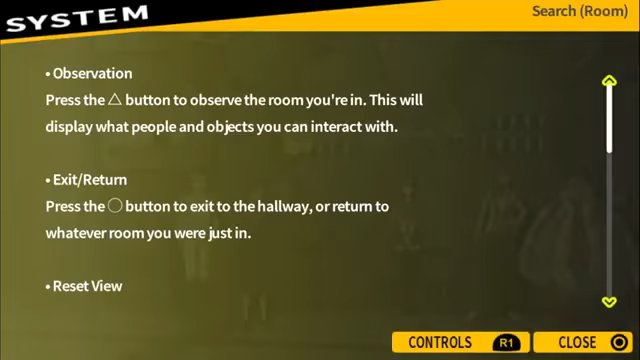 SYSTEM
Search (Room)
• Observation
Press the △ button to observe the room you're in. This will
display what people and objects you can interact with.
• Exit/Return
Press the ○ button to exit to the hallway, or return to
whatever room you were just in.
• Reset View
CONTROLS R1
CLOSE